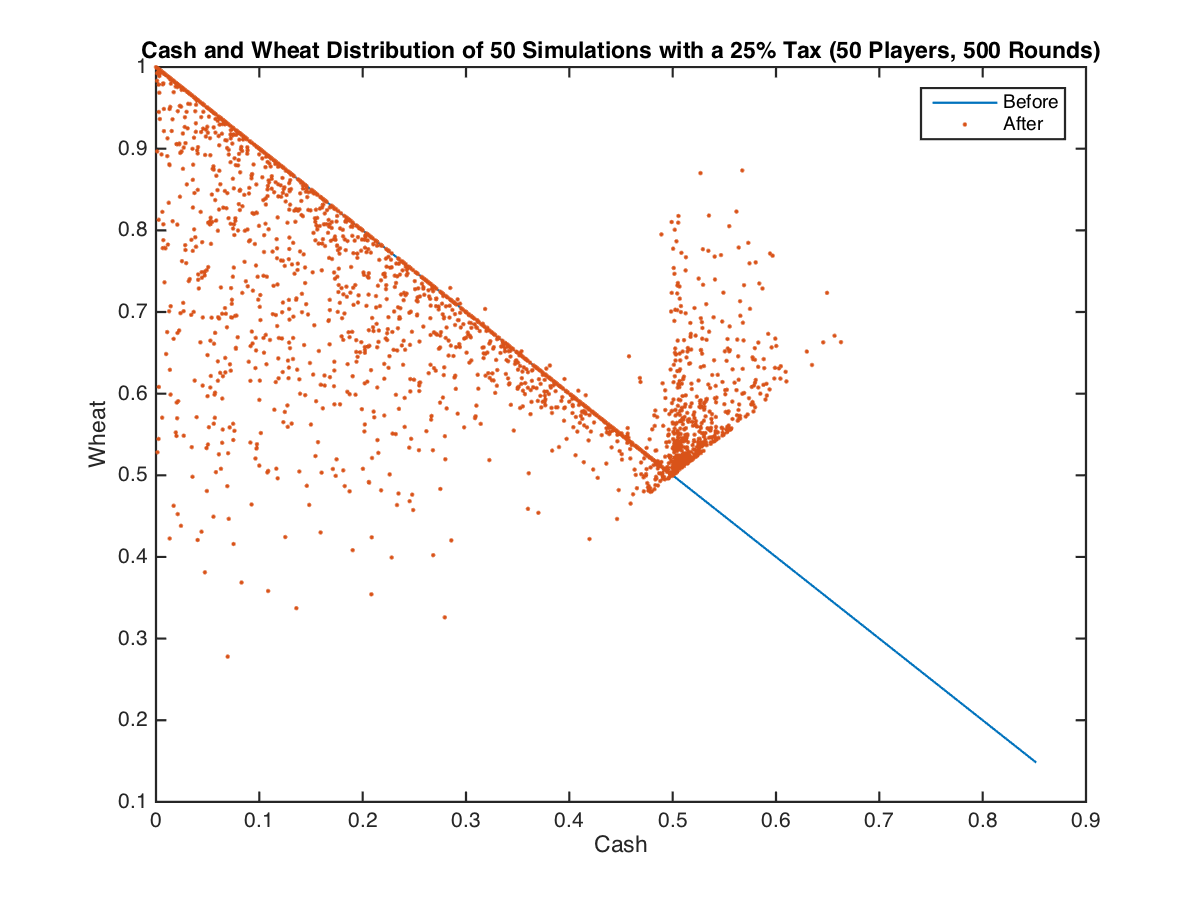 Cash and Wheat Distribution of 50 Simulations with a 25% Tax (50 Players, 500 Rounds)
Before
After
1
0.9
0.8
0.7
0.6
0.5
0.4
0.3
0.2
0.1
Wheat
0 0.1 0.2 0.3 0.4 0.5 0.6 0.7 0.8 0.9
Cash